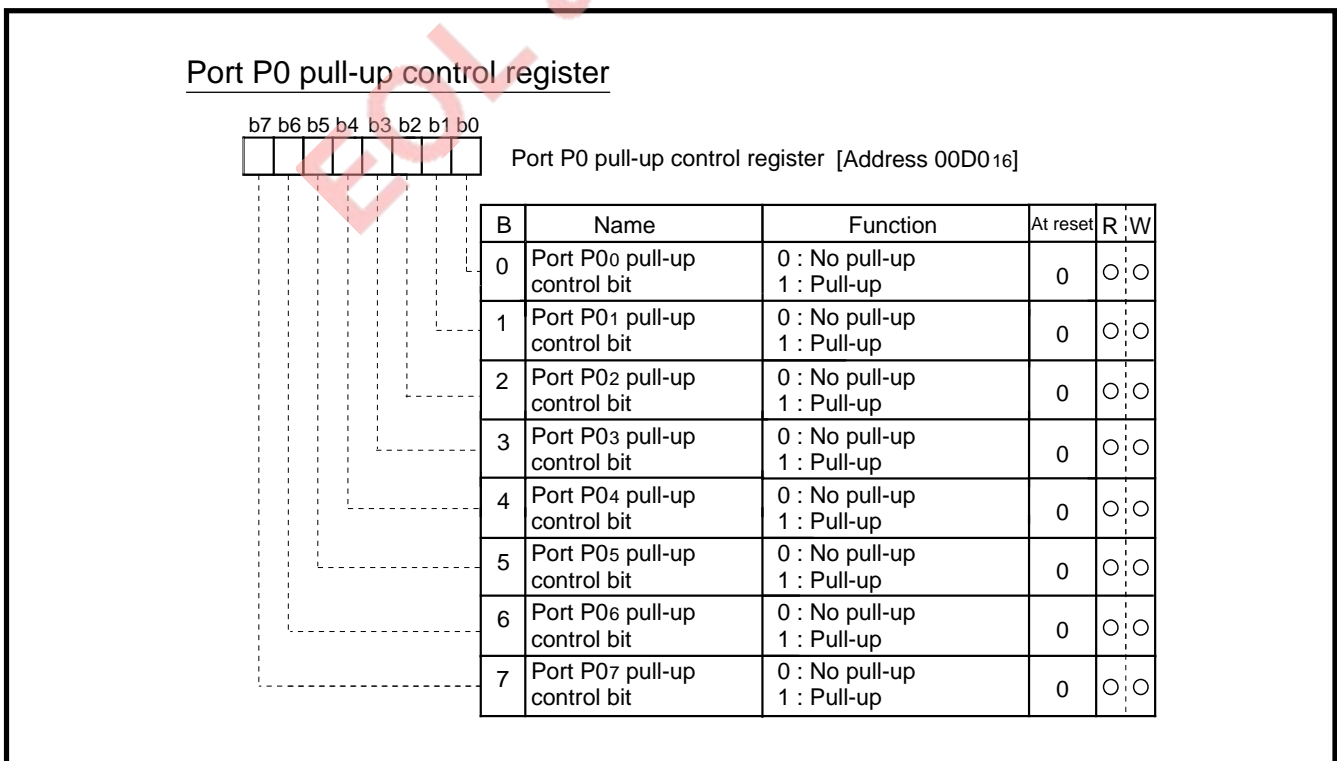 EOL
Port P0 pull-up control register
b7 b6 b5 b4 b3 b2 b1 b0
Port P0 pull-up control register [Address 00D016]
B Name Function At reset R W
0 Port P00 pull-up control bit 0 : No pull-up 1 : Pull-up 0 ○ ○
1 Port P01 pull-up control bit 0 : No pull-up 1 : Pull-up 0 ○ ○
2 Port P02 pull-up control bit 0 : No pull-up 1 : Pull-up 0 ○ ○
3 Port P03 pull-up control bit 0 : No pull-up 1 : Pull-up 0 ○ ○
4 Port P04 pull-up control bit 0 : No pull-up 1 : Pull-up 0 ○ ○
5 Port P05 pull-up control bit 0 : No pull-up 1 : Pull-up 0 ○ ○
6 Port P06 pull-up control bit 0 : No pull-up 1 : Pull-up 0 ○ ○
7 Port P07 pull-up control bit 0 : No pull-up 1 : Pull-up 0 ○ ○